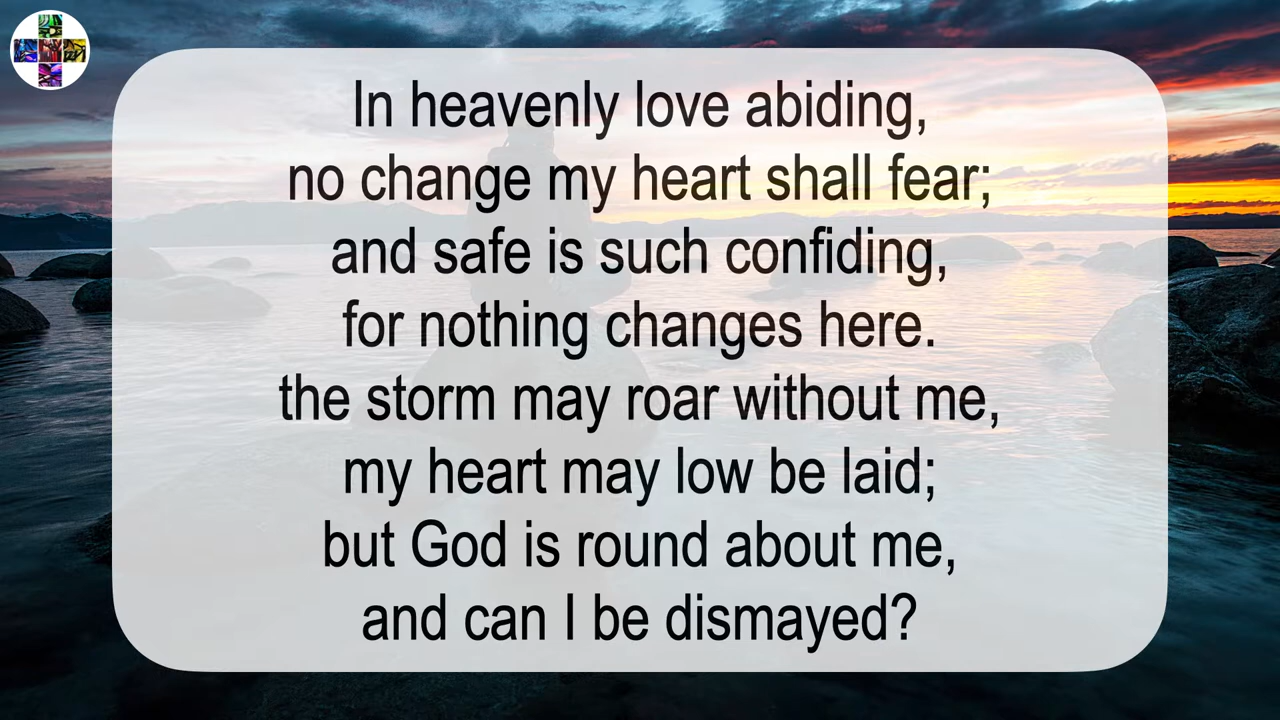 In heavenly love abiding,
no change my heart shall fear;
and safe is such confiding,
for nothing changes here.
the storm may roar without me,
my heart may low be laid;
but God is round about me,
and can I be dismayed?